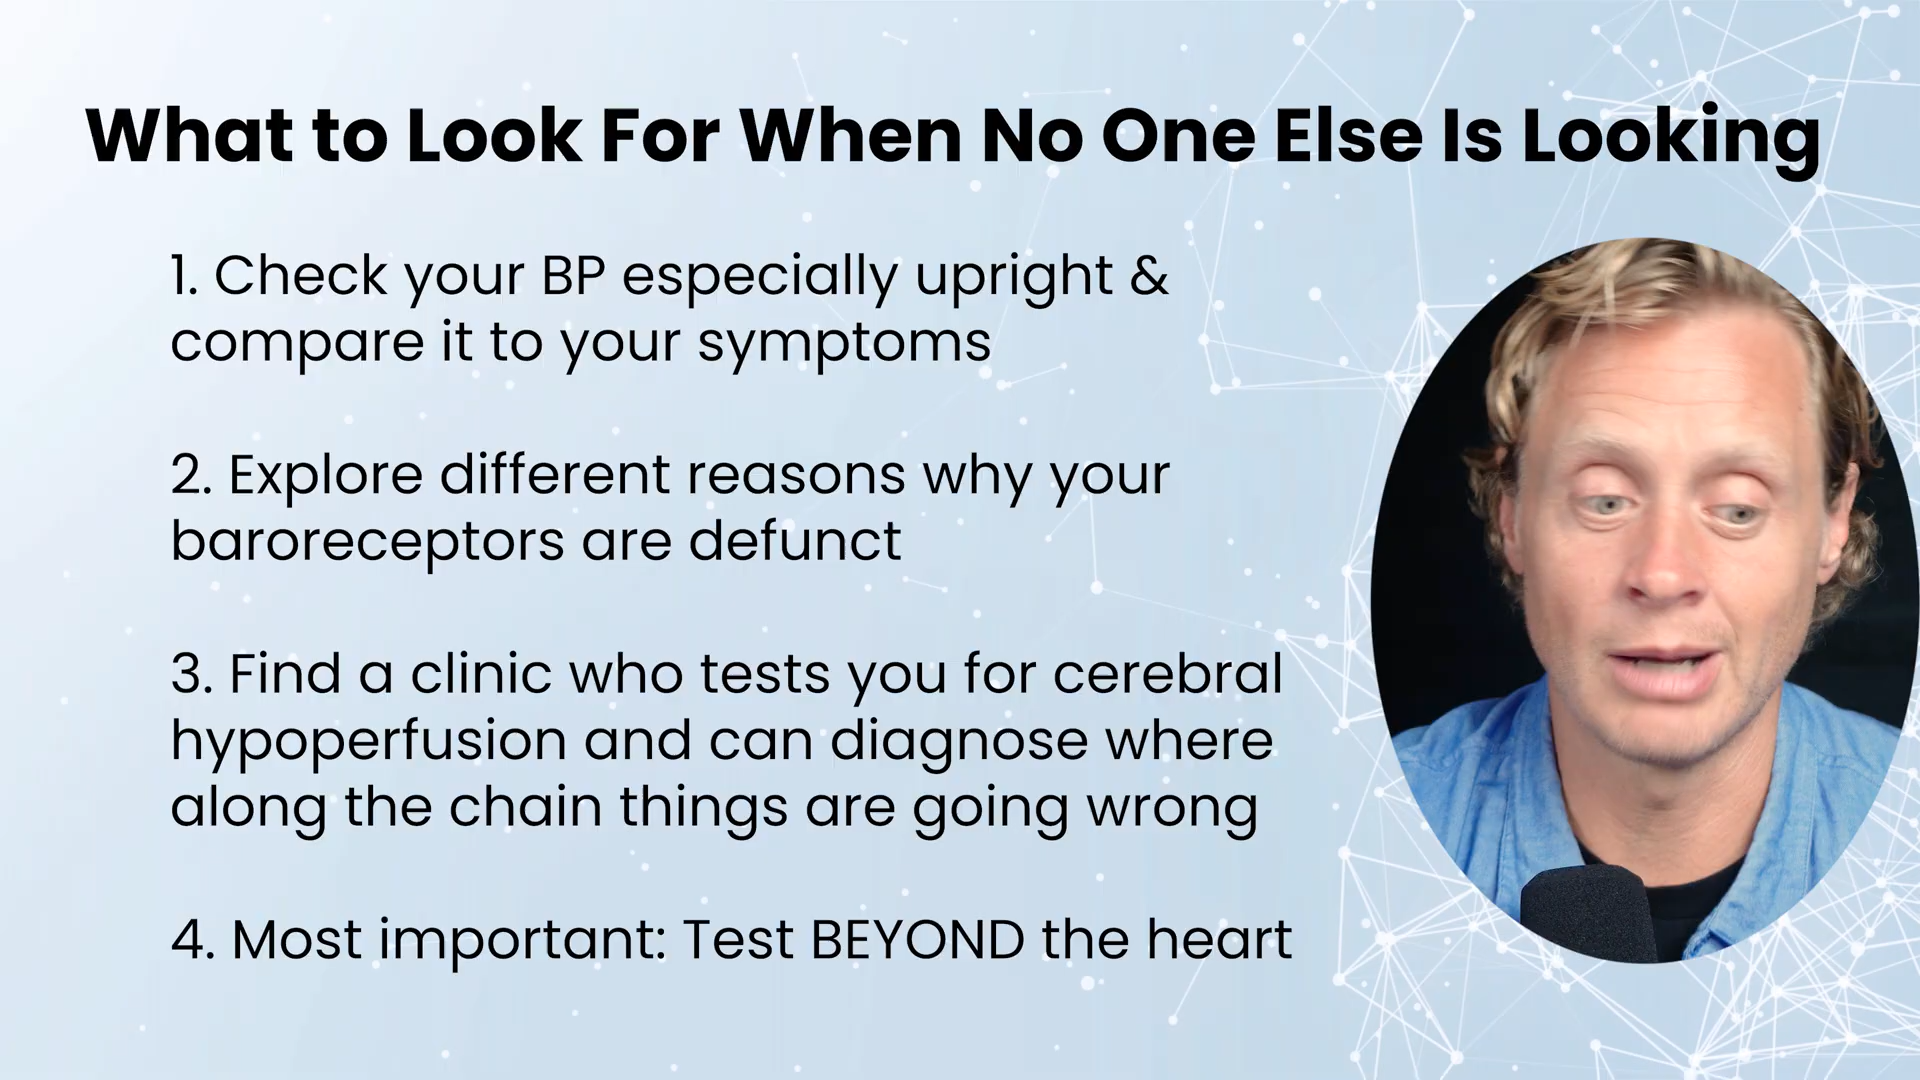 What to Look For When No One Else Is Looking
1. Check your BP especially upright &
compare it to your symptoms
2. Explore different reasons why your
baroreceptors are defunct
3. Find a clinic who tests you for cerebral
hypoperfusion and can diagnose where
along the chain things are going wrong
4. Most important: Test BEYOND the heart